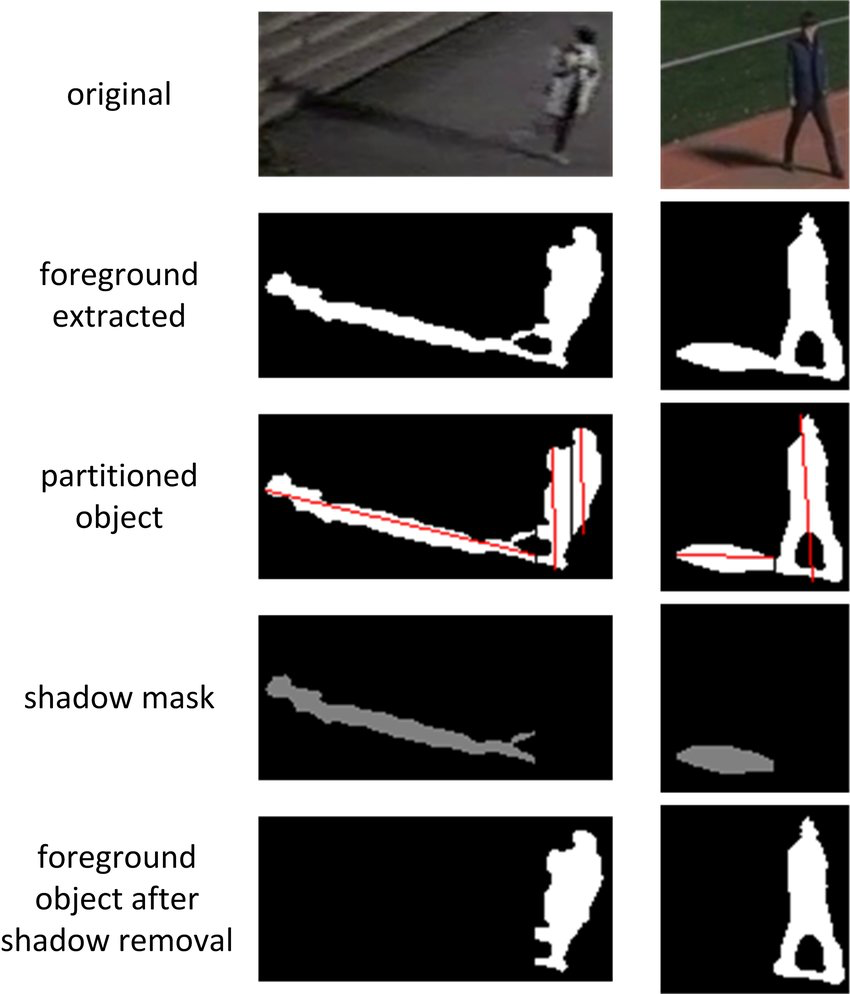 original
foreground
extracted
partitioned
object
shadow mask
foreground
object after
shadow removal